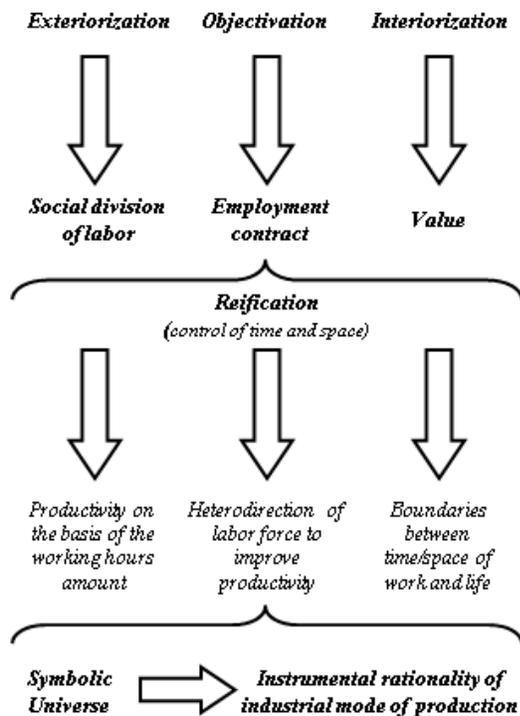 Exteriorization Objectivation Interiorization
Social division
of labor
Employment
contract
Value
Reification
(control of time and space)
Productivity on
the basis of the
working hours
amount
Heterodirection of
labor force to
improve
productivity
Boundaries
between
time/space of
work and life
Symbolic
Universe
Instrumental rationality of
industrial mode of production